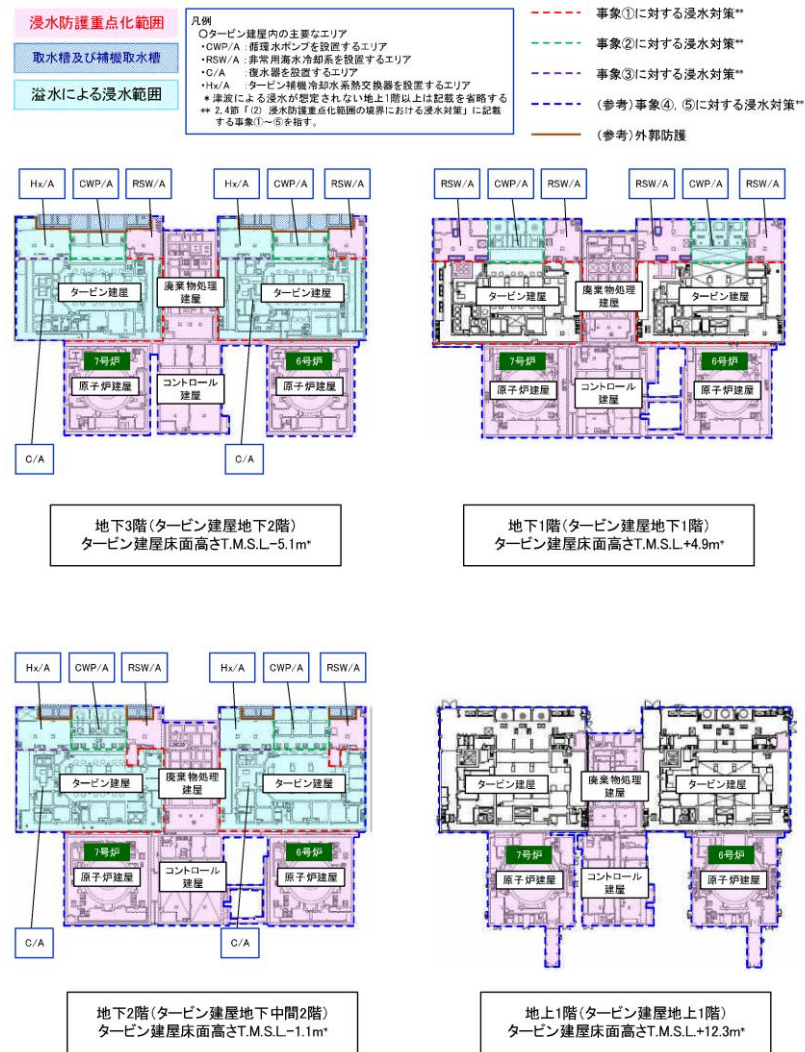 浸水防護重点化範囲
取水槽及び補機取水槽
溢水による浸水範囲
凡例
○タービン建屋内の主要なエリア
・CWP/A:循環水ポンプを設置するエリア
・RSW/A:非常用海水冷却系を設置するエリア
・C/A :復水器を設置するエリア
・Hx/A :タービン補機冷却水系熱交換器を設置するエリア
* 津波による浸水が想定されない地上1階以上は記載を省略する
** 2.4節「(2) 浸水防護重点化範囲の境界における浸水対策」に記載
する事象①~⑤を指す。
事象①に対する浸水対策**
事象②に対する浸水対策**
事象③に対する浸水対策**
(参考)事象④, ⑤に対する浸水対策**
(参考)外郭防護
Hx/A CWP/A RSW/A Hx/A CWP/A RSW/A
タービン建屋 廃棄物処理建屋 タービン建屋
7号炉 6号炉
原子炉建屋 コントロール建屋 原子炉建屋
C/A C/A
地下3階(タービン建屋地下2階)
タービン建屋床面高さT.M.S.L.-5.1m*
RSW/A CWP/A RSW/A RSW/A CWP/A RSW/A
タービン建屋 廃棄物処理建屋 タービン建屋
7号炉 6号炉
原子炉建屋 コントロール建屋 原子炉建屋
地下1階(タービン建屋地下1階)
タービン建屋床面高さT.M.S.L.+4.9m*
Hx/A CWP/A RSW/A Hx/A CWP/A RSW/A
タービン建屋 廃棄物処理建屋 タービン建屋
7号炉 6号炉
原子炉建屋 コントロール建屋 原子炉建屋
C/A C/A
地下2階(タービン建屋地下中間2階)
タービン建屋床面高さT.M.S.L.-1.1m*
タービン建屋 廃棄物処理建屋 タービン建屋
7号炉 6号炉
原子炉建屋 コントロール建屋 原子炉建屋
地上1階(タービン建屋地上1階)
タービン建屋床面高さT.M.S.L.+12.3m*